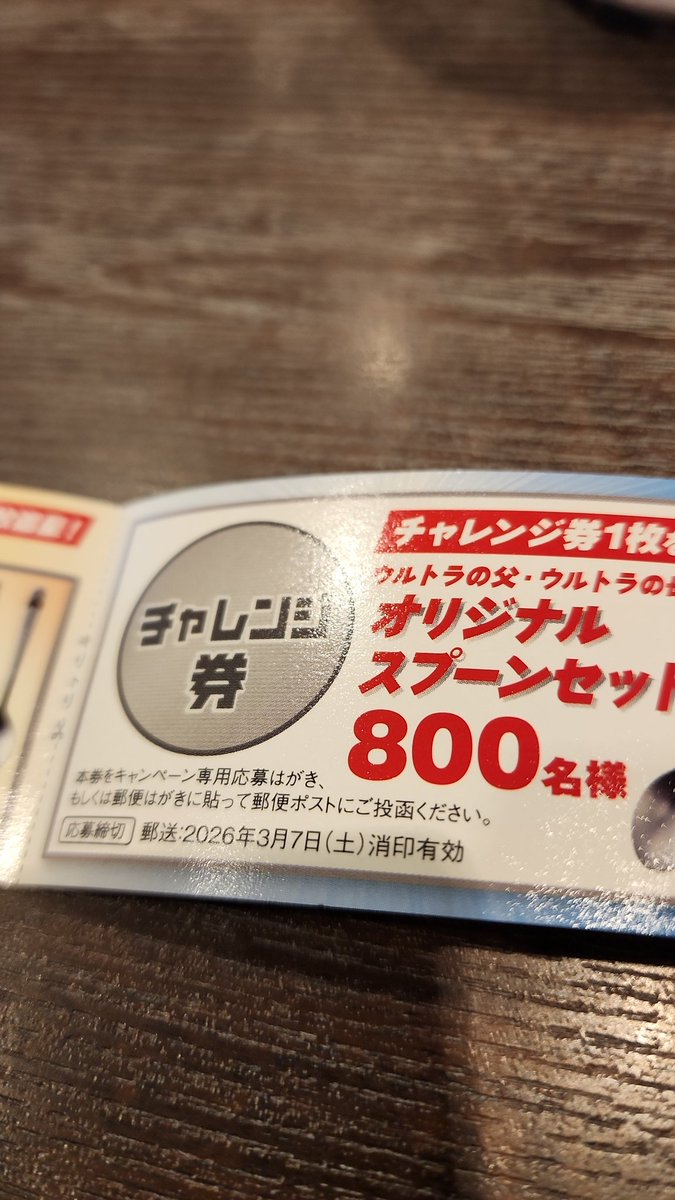 チャレンジ
券
チャレンジ券1枚
ウルトラの父・ウルトラの
オリジナル
スプーンセット
800名様
本券をキャンペーン専用応募はがき、
もしくは郵便はがきに貼って郵便ポストにご投函ください。
応募締切 郵送:2026年3月7日(土)消印有効